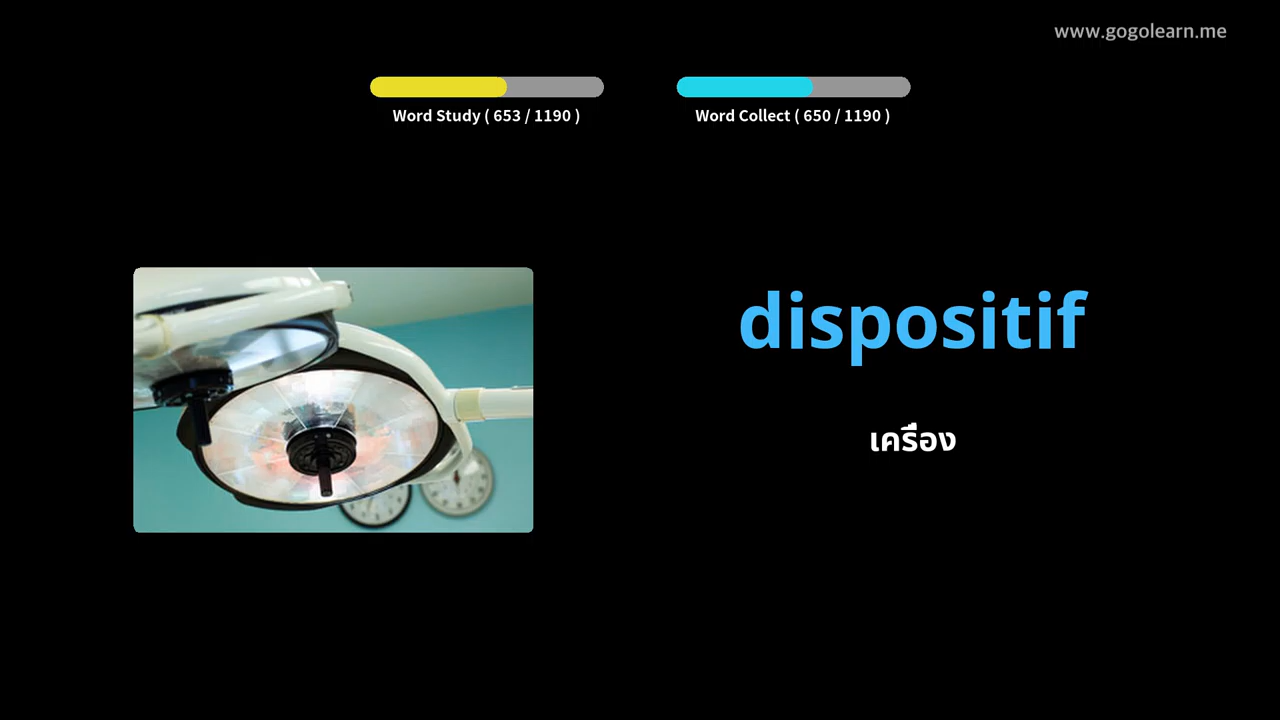 www.gogolearn.me
Word Study ( 653 / 1190 )
Word Collect ( 650 / 1190 )
dispositif
เครื่อง